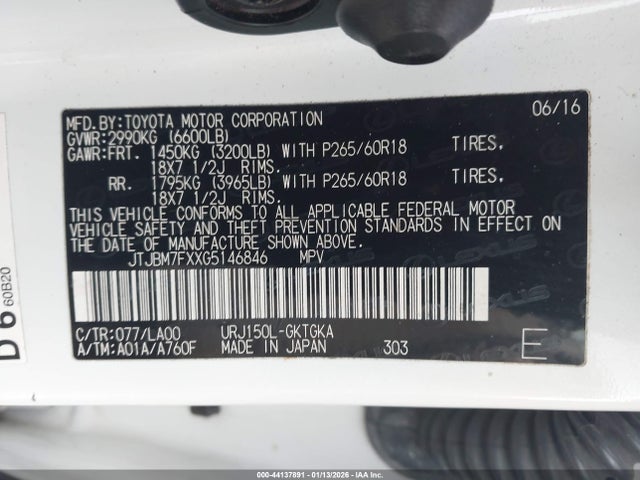 06/16
MFD.BY:TOYOTA MOTOR CORPORATION
GVWR:2990KG (6600LB)
GAWR:FRT. 1450KG (3200LB) WITH P265/60R18 TIRES.
18X7 1/2J RIMS.
RR. 1795KG (3965LB) WITH P265/60R18 TIRES.
18X7 1/2J RIMS.
THIS VEHICLE CONFORMS TO ALL APPLICABLE FEDERAL MOTOR
VEHICLE SAFETY AND THEFT PREVENTION STANDARDS IN EFFECT ON
THE DATE OF MANUFACTURE SHOWN ABOVE.
JTJBM7FXXG5146846 MPV
C/TR:077/LA00 URJ150L-GKTGKA
A/TM:A01A/A760F MADE IN JAPAN 303 E
D 6
60B20
000-44137891 - 01/13/2026 - IAA Inc.